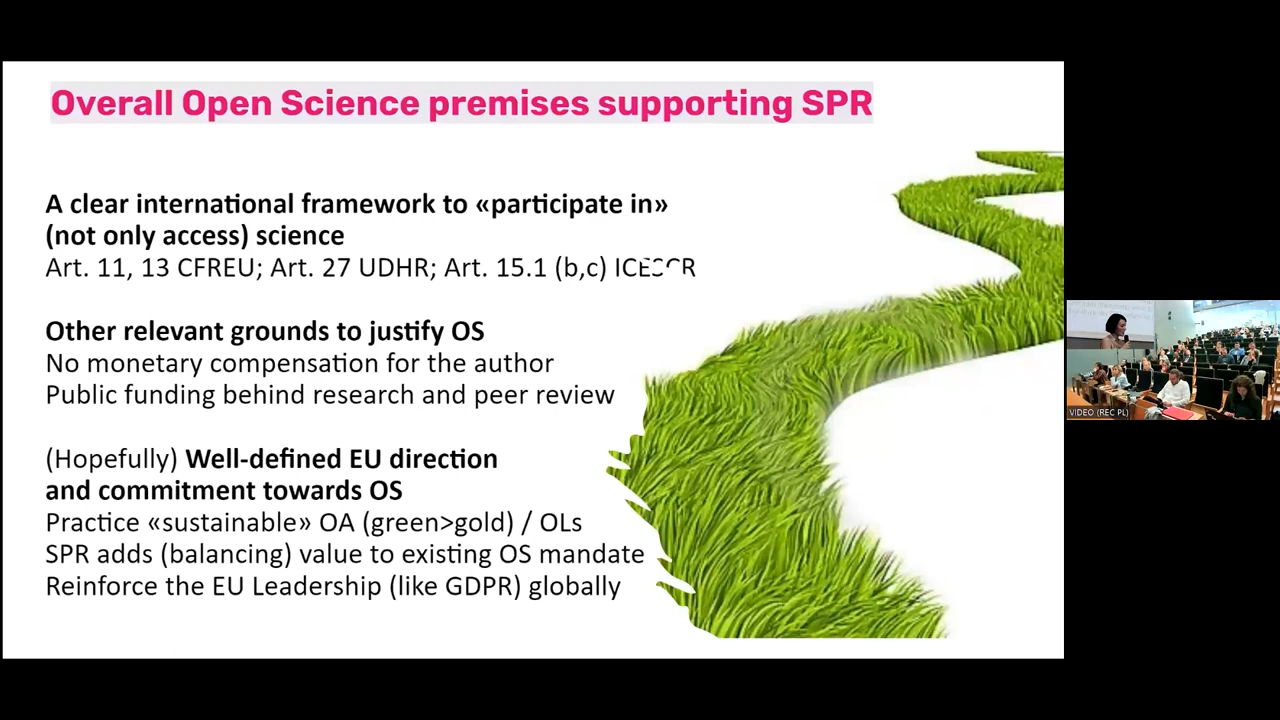 Overall Open Science premises supporting SPR
A clear international framework to «participate in»
(not only access) science
Art. 11, 13 CFREU; Art. 27 UDHR; Art. 15.1 (b,c) ICESCR
Other relevant grounds to justify OS
No monetary compensation for the author
Public funding behind research and peer review
(Hopefully) Well-defined EU direction
and commitment towards OS
Practice «sustainable» OA (green>gold) / OLs
SPR adds (balancing) value to existing OS mandate
Reinforce the EU Leadership (like GDPR) globally
VIDEO (REC PL)